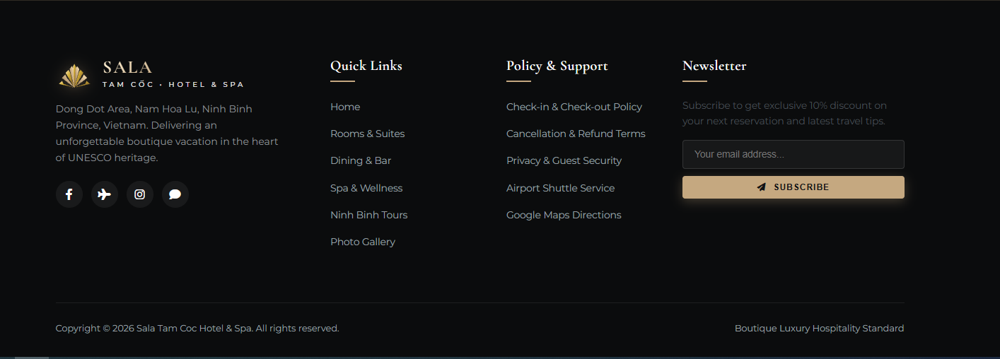 SALA
TAM CỐC • HOTEL & SPA
Dong Dot Area, Nam Hoa Lu, Ninh Binh
Province, Vietnam. Delivering an
unforgettable boutique vacation in the heart
of UNESCO heritage.
Quick Links
Home
Rooms & Suites
Dining & Bar
Spa & Wellness
Ninh Binh Tours
Photo Gallery
Policy & Support
Check-in & Check-out Policy
Cancellation & Refund Terms
Privacy & Guest Security
Airport Shuttle Service
Google Maps Directions
Newsletter
Subscribe to get exclusive 10% discount on
your next reservation and latest travel tips.
Your email address...
SUBSCRIBE
Copyright © 2026 Sala Tam Coc Hotel & Spa. All rights reserved.
Boutique Luxury Hospitality Standard